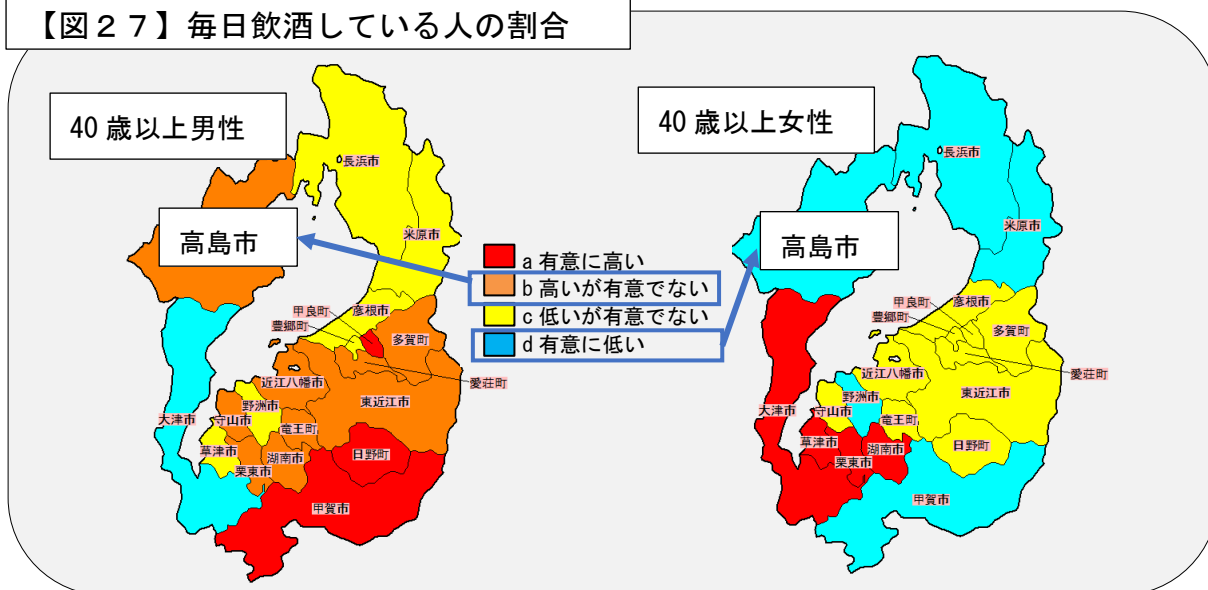 【図２７】毎日飲酒している人の割合
40 歳以上男性
長浜市
高島市
米原市
彦根市
甲良町
豊郷町
多賀町
愛荘町
近江八幡市
東近江市
野洲市
大津市
守山市
竜王町
草津市
湖南市
日野町
栗東市
甲賀市
a 有意に高い
b 高いが有意でない
c 低いが有意でない
d 有意に低い
40 歳以上女性
長浜市
米原市
高島市
彦根市
甲良町
豊郷町
多賀町
近江八幡市
愛荘町
野洲市
東近江市
大津市
守山市
竜王町
草津市
日野町
湖南市
栗東市
甲賀市